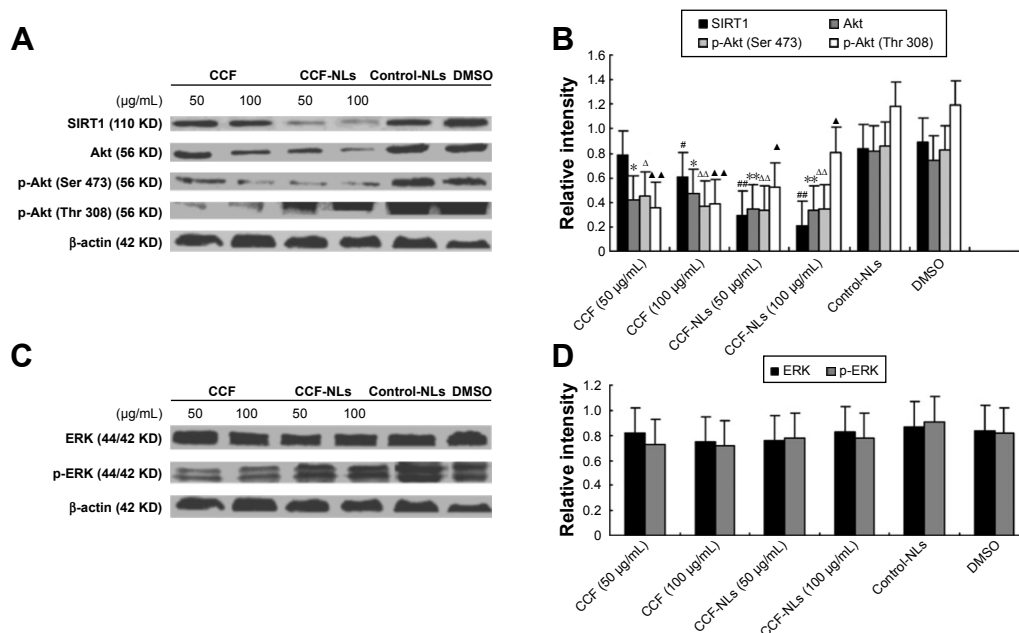 A
CCF CCF-NLs Control-NLs DMSO
(µg/mL) 50 100 50 100
SIRT1 (110 KD)
Akt (56 KD)
p-Akt (Ser 473) (56 KD)
p-Akt (Thr 308) (56 KD)
β-actin (42 KD)
B
SIRT1 Akt
p-Akt (Ser 473) p-Akt (Thr 308)
Relative intensity
1.6
1.4
1.2
1.0
0.8
0.6
0.4
0.2
0
* Δ ▲▲
# * ΔΔ ▲▲
## ** ΔΔ ▲
## ** ΔΔ ▲
CCF (50 µg/mL)
CCF (100 µg/mL)
CCF-NLs (50 µg/mL)
CCF-NLs (100 µg/mL)
Control-NLs
DMSO
C
CCF CCF-NLs Control-NLs DMSO
(µg/mL) 50 100 50 100
ERK (44/42 KD)
p-ERK (44/42 KD)
β-actin (42 KD)
D
ERK p-ERK
Relative intensity
1.2
1.0
0.8
0.6
0.4
0.2
0
CCF (50 µg/mL)
CCF (100 µg/mL)
CCF-NLs (50 µg/mL)
CCF-NLs (100 µg/mL)
Control-NLs
DMSO